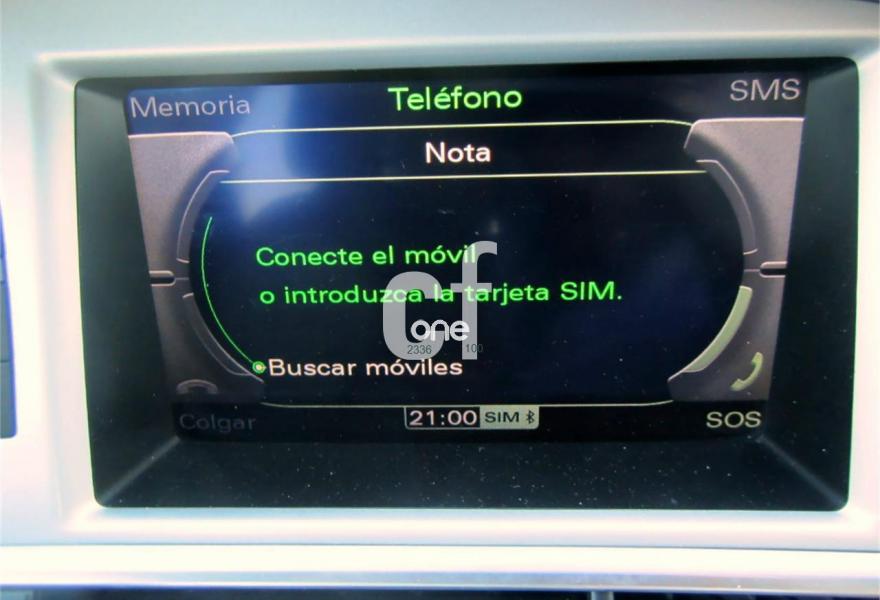 Memoria Teléfono SMS
Nota
Conecte el móvil
o introduzca la tarjeta SIM.
cf
one
2336 100
Buscar móviles
Colgar 21:00 SIM SOS